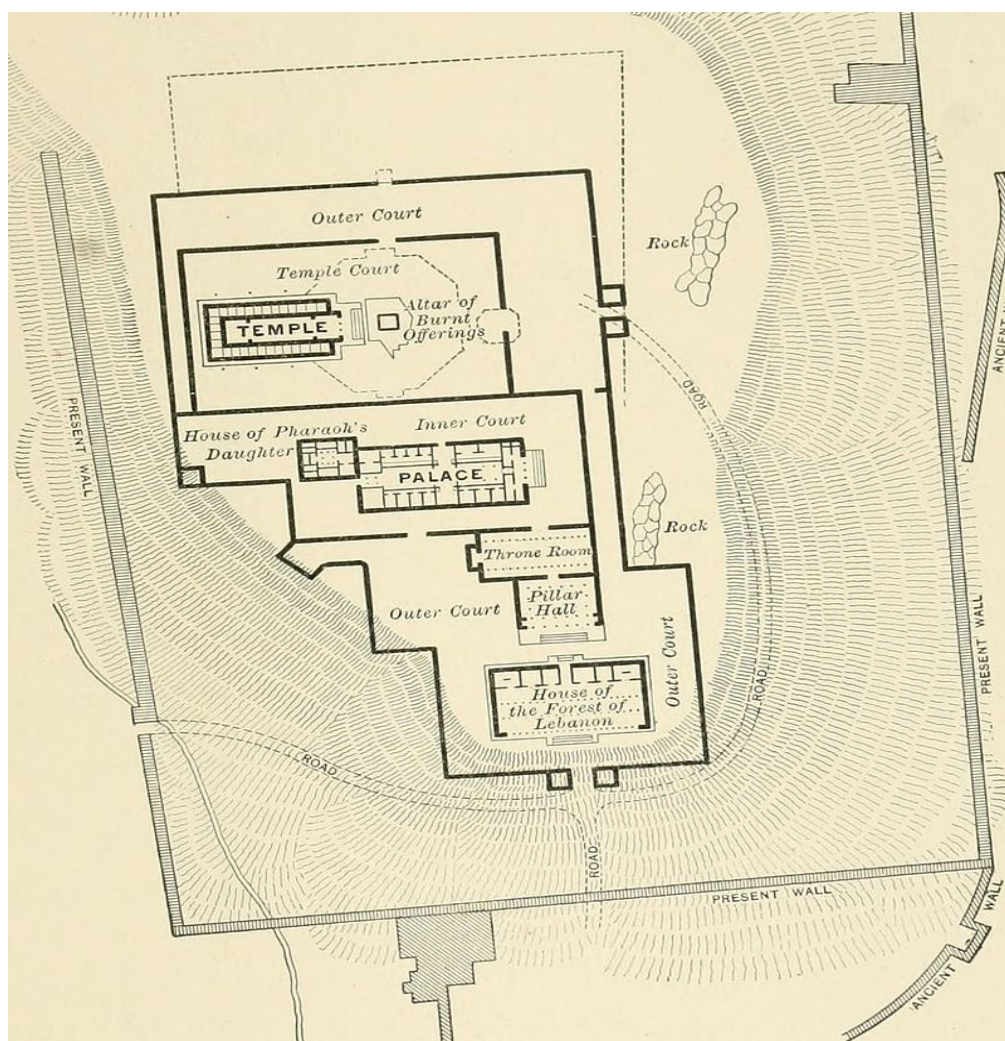 Outer Court
Rock
Temple Court
TEMPLE
Altar of
Burnt
Offerings
ROAD
ANCIENT
PRESENT WALL
House of Pharaoh's
Daughter
Inner Court
PALACE
Rock
Throne Room
Pillar
Hall
Outer Court
Outer Court
House of
the Forest of
Lebanon
ROAD
PRESENT WALL
ROAD
ROAD
PRESENT WALL
WALL
ANCIENT